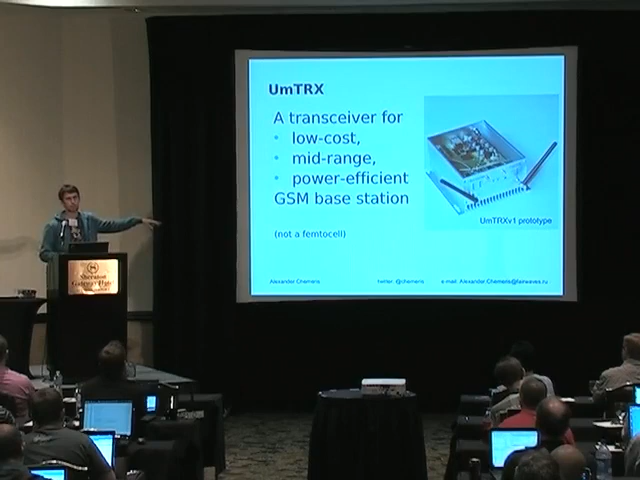 UmTRX
A transceiver for
• low-cost,
• mid-range,
• power-efficient
GSM base station
(not a femtocell)
UmTRXv1 prototype
Alexander.Chemeris twitter: @chemeris e-mail: Alexander.Chemeris@fairwaves.ru
Sheraton
Gateway